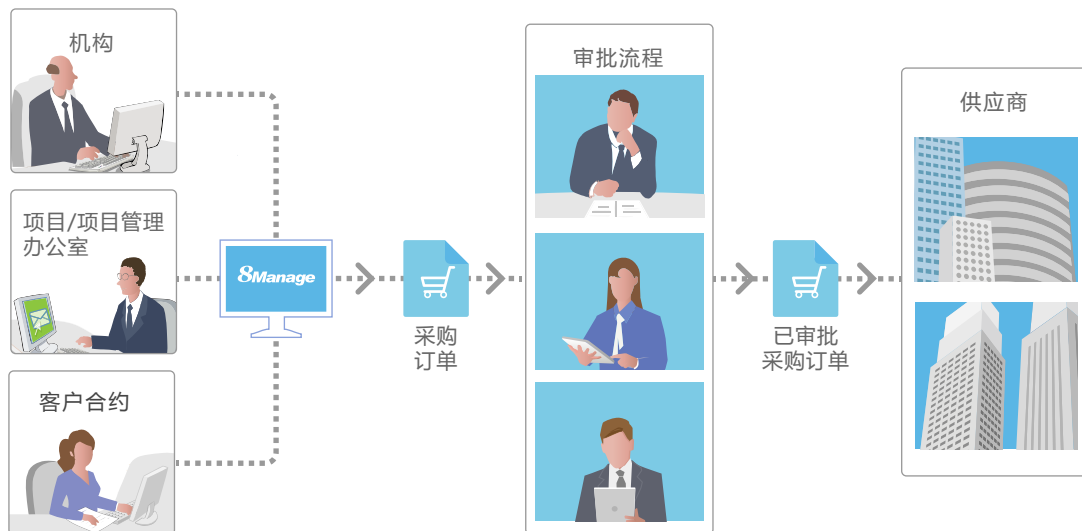 机构
项目/项目管理
办公室
客户合约
8Manage
采购
订单
审批流程
已审批
采购订单
供应商